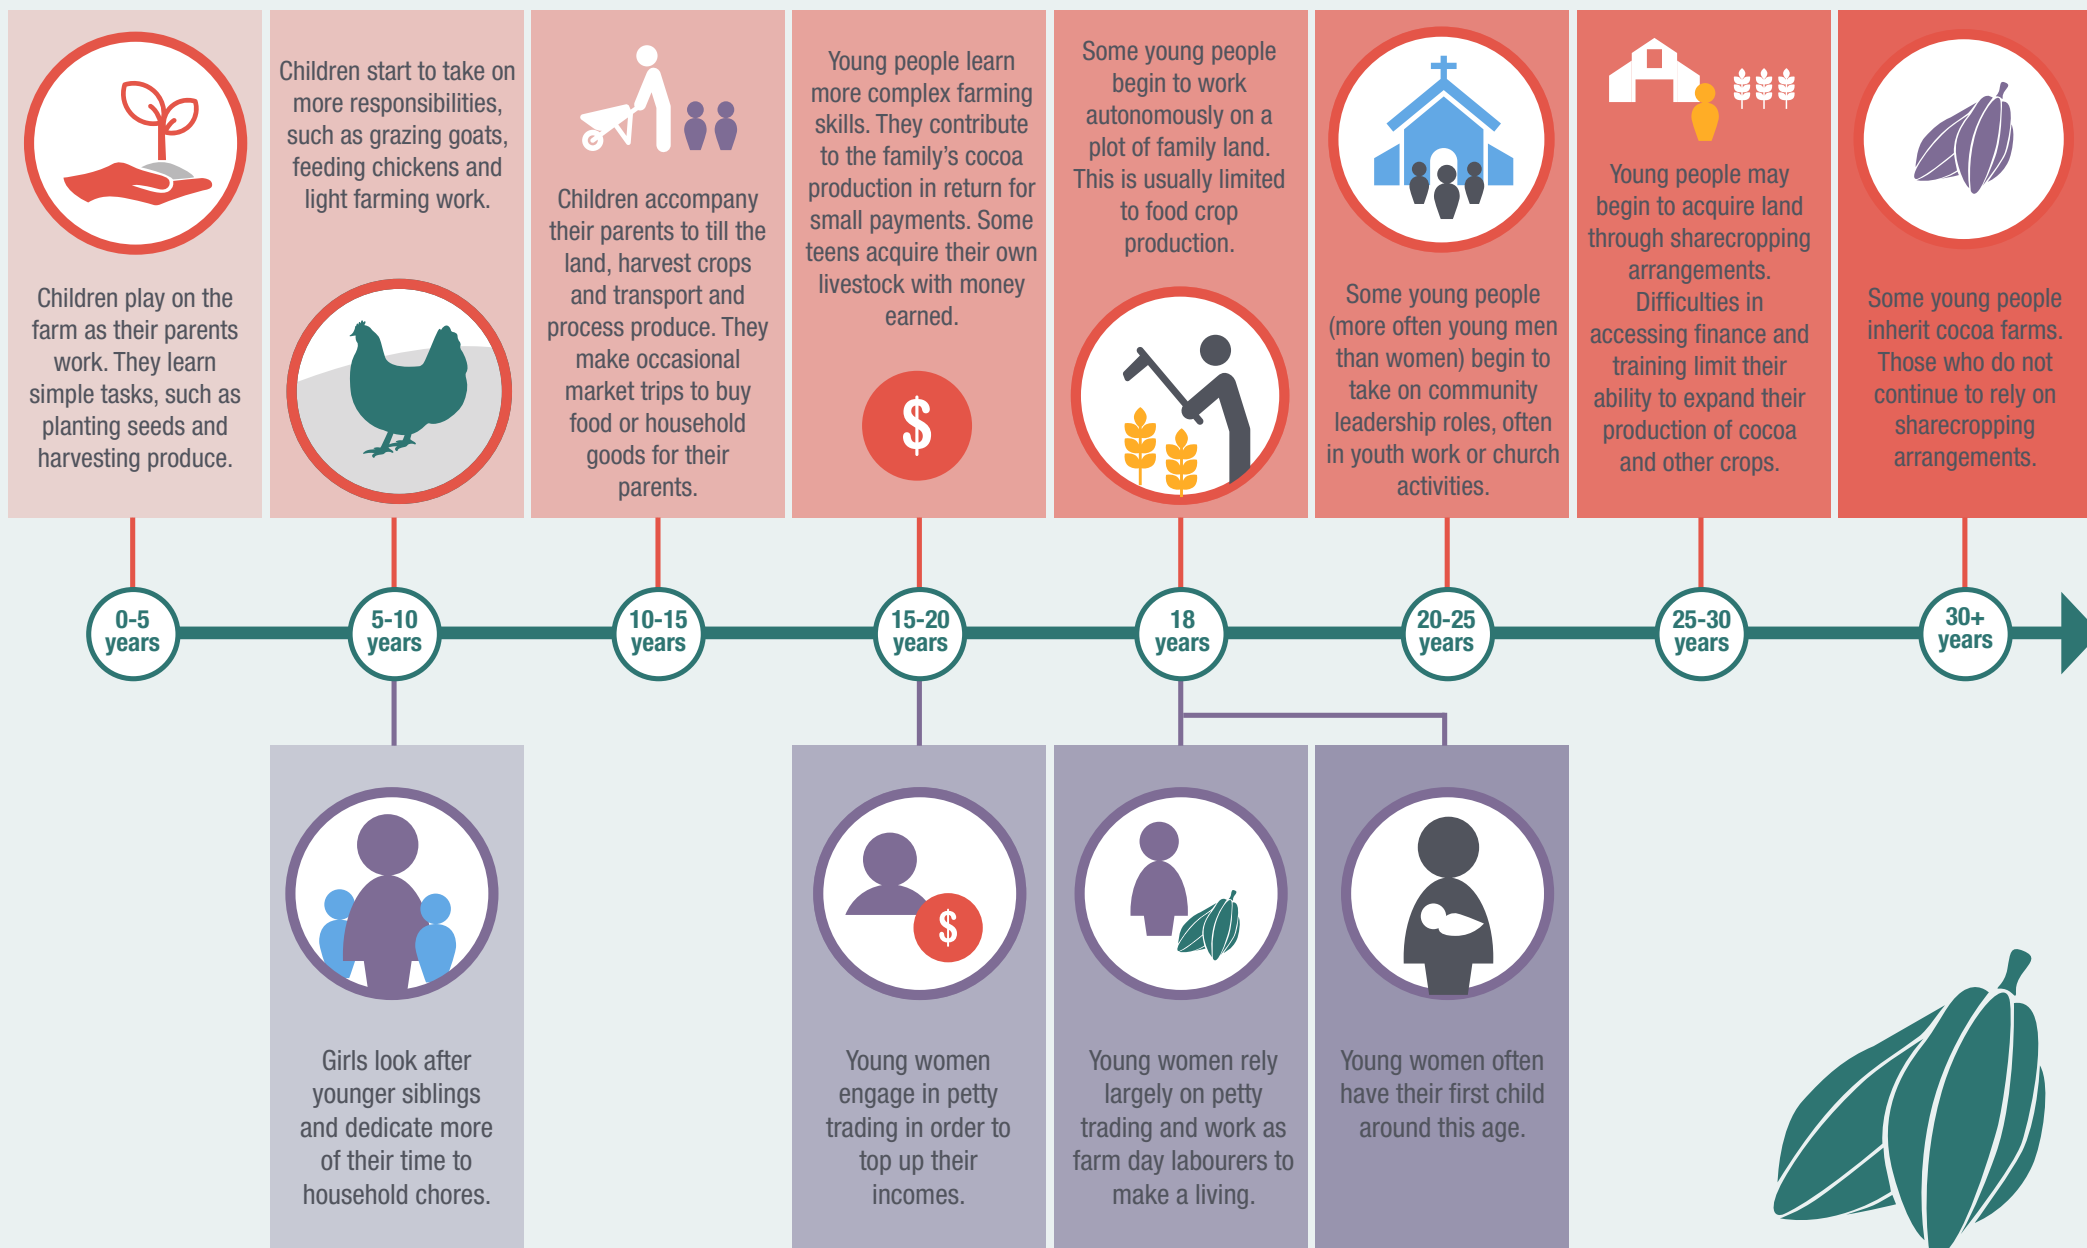 Children play on the
farm as their parents
work. They learn
simple tasks, such as
planting seeds and
harvesting produce.
Children start to take on
more responsibilities,
such as grazing goats,
feeding chickens and
light farming work.
Children accompany
their parents to till the
land, harvest crops
and transport and
process produce. They
make occasional
market trips to buy
food or household
goods for their
parents.
Young people learn
more complex farming
skills. They contribute
to the family's cocoa
production in return for
small payments. Some
teens acquire their own
livestock with money
earned.
$
Some young people
begin to work
autonomously on a
plot of family land.
This is usually limited
to food crop
production.
Some young people
(more often young men
than women) begin to
take on community
leadership roles, often
in youth work or church
activities.
Young people may
begin to acquire land
through sharecropping
arrangements.
Difficulties in
accessing finance and
training limit their
ability to expand their
production of cocoa
and other crops.
Some young people
inherit cocoa farms.
Those who do not
continue to rely on
sharecropping
arrangements.
0-5
years
5-10
years
10-15
years
15-20
years
18
years
20-25
years
25-30
years
30+
years
Girls look after
younger siblings
and dedicate more
of their time to
household chores.
$
Young women
engage in petty
trading in order to
top up their
incomes.
Young women rely
largely on petty
trading and work as
farm day labourers to
make a living.
Young women often
have their first child
around this age.